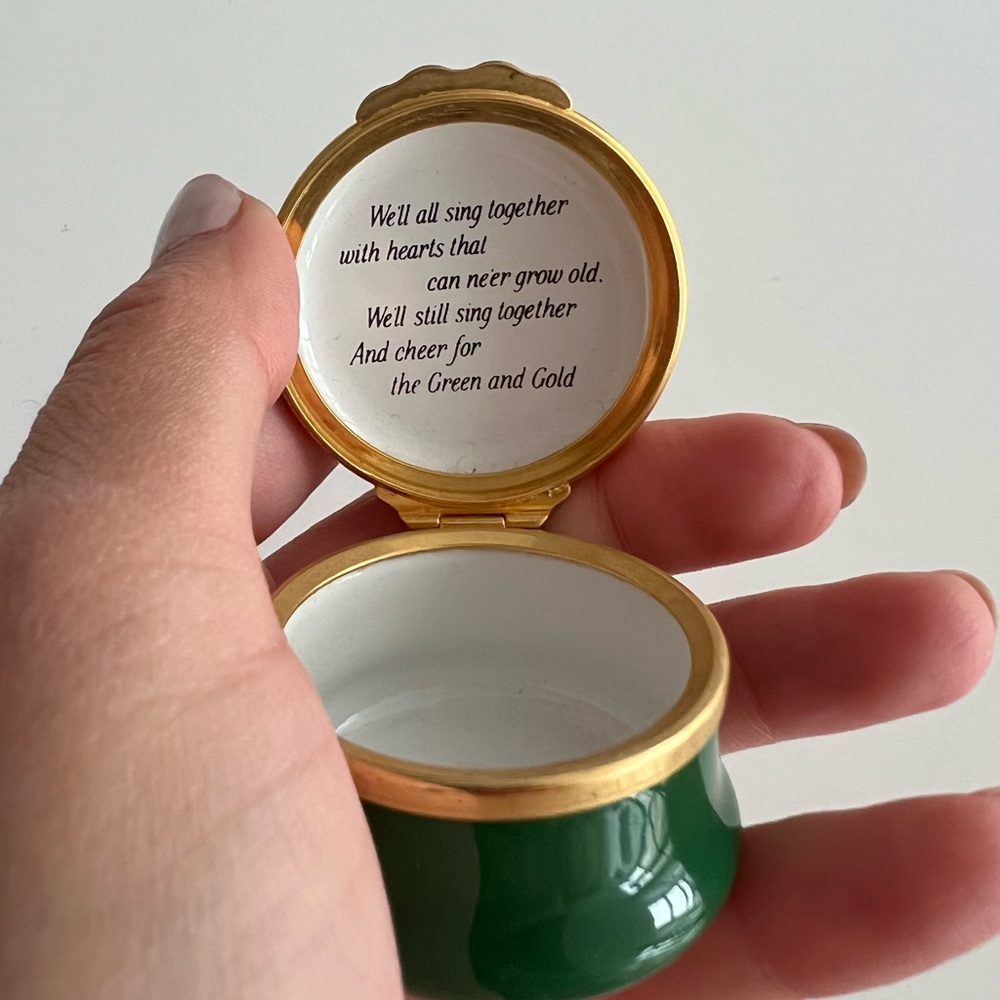 We'll all sing together
with hearts that
can ne'er grow old.
We'll still sing together
And cheer for
the Green and Gold